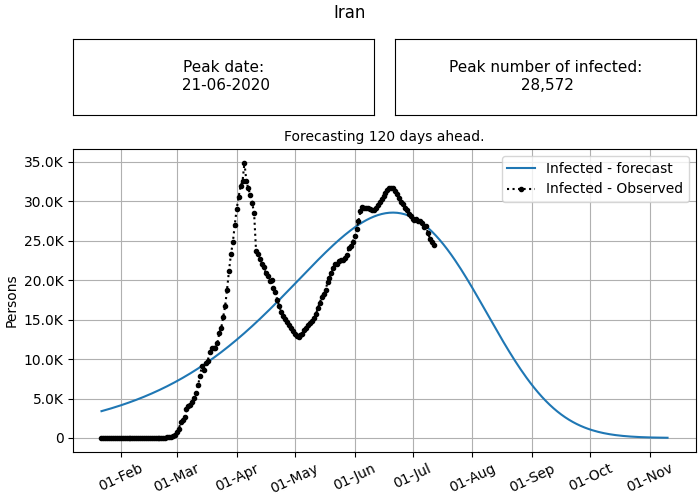 Iran
Peak date:
21-06-2020
Peak number of infected:
28,572
Forecasting 120 days ahead.
Infected - forecast
Infected - Observed
35.0K
30.0K
25.0K
20.0K
15.0K
10.0K
5.0K
0
Persons
01-Feb
01-Mar
01-Apr
01-May
01-Jun
01-Jul
01-Aug
01-Sep
01-Oct
01-Nov